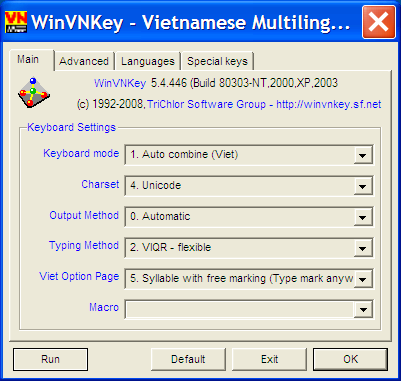 WinVNKey - Vietnamese Multiling...
Main Advanced Languages Special keys
WinVNKey 5.4.446 (Build 80303-NT,2000,XP,2003
(c) 1992-2008, TriChlor Software Group - http://winvnkey.sf.net
Keyboard Settings
Keyboard mode 1. Auto combine (Viet)
Charset 4. Unicode
Output Method 0. Automatic
Typing Method 2. VIQR - flexible
Viet Option Page 5. Syllable with free marking (Type mark anyw
Macro
Run Default Exit OK